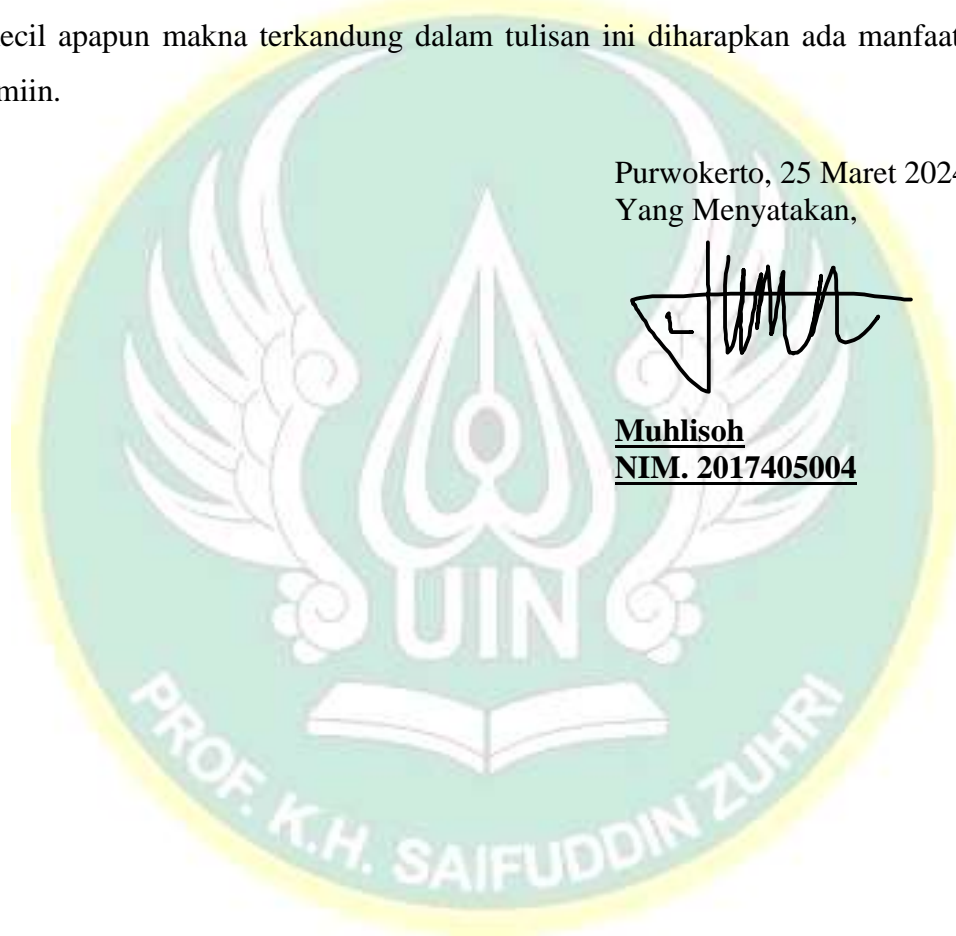 ecil apapun makna terkandung dalam tulisan ini diharapkan ada manfaat
miin.
Purwokerto, 25 Maret 2024
Yang Menyatakan,
Muhlisoh
NIM. 2017405004
UIN
PROF. K.H. SAIFUDDIN ZUHRI